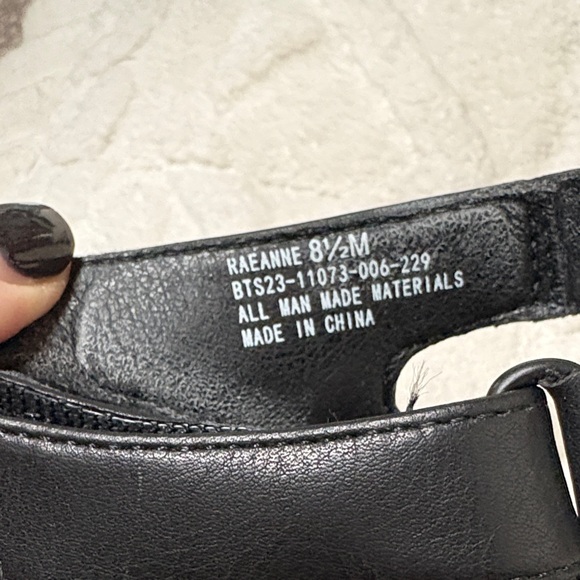 RAEANNE 8½M
BTS23-11073-006-229
ALL MAN MADE MATERIALS
MADE IN CHINA